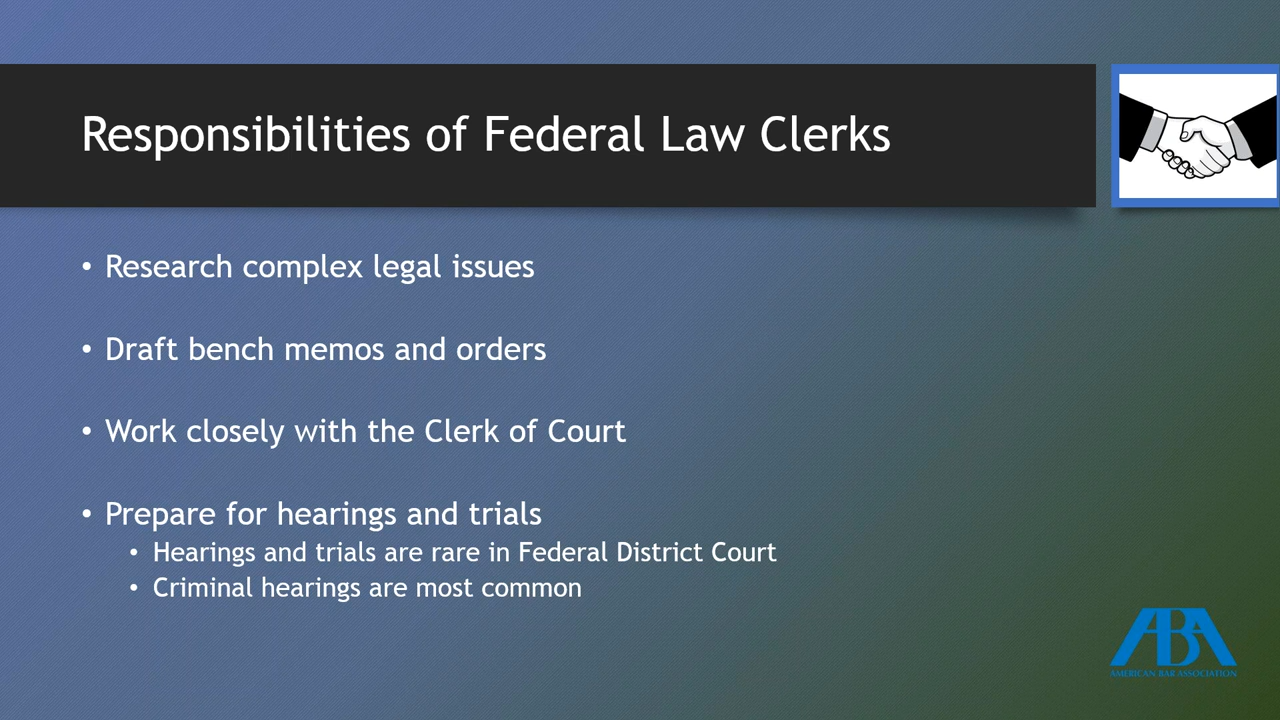 Responsibilities of Federal Law Clerks
• Research complex legal issues
• Draft bench memos and orders
• Work closely with the Clerk of Court
• Prepare for hearings and trials
• Hearings and trials are rare in Federal District Court
• Criminal hearings are most common
ABA
AMERICAN BAR ASSOCIATION